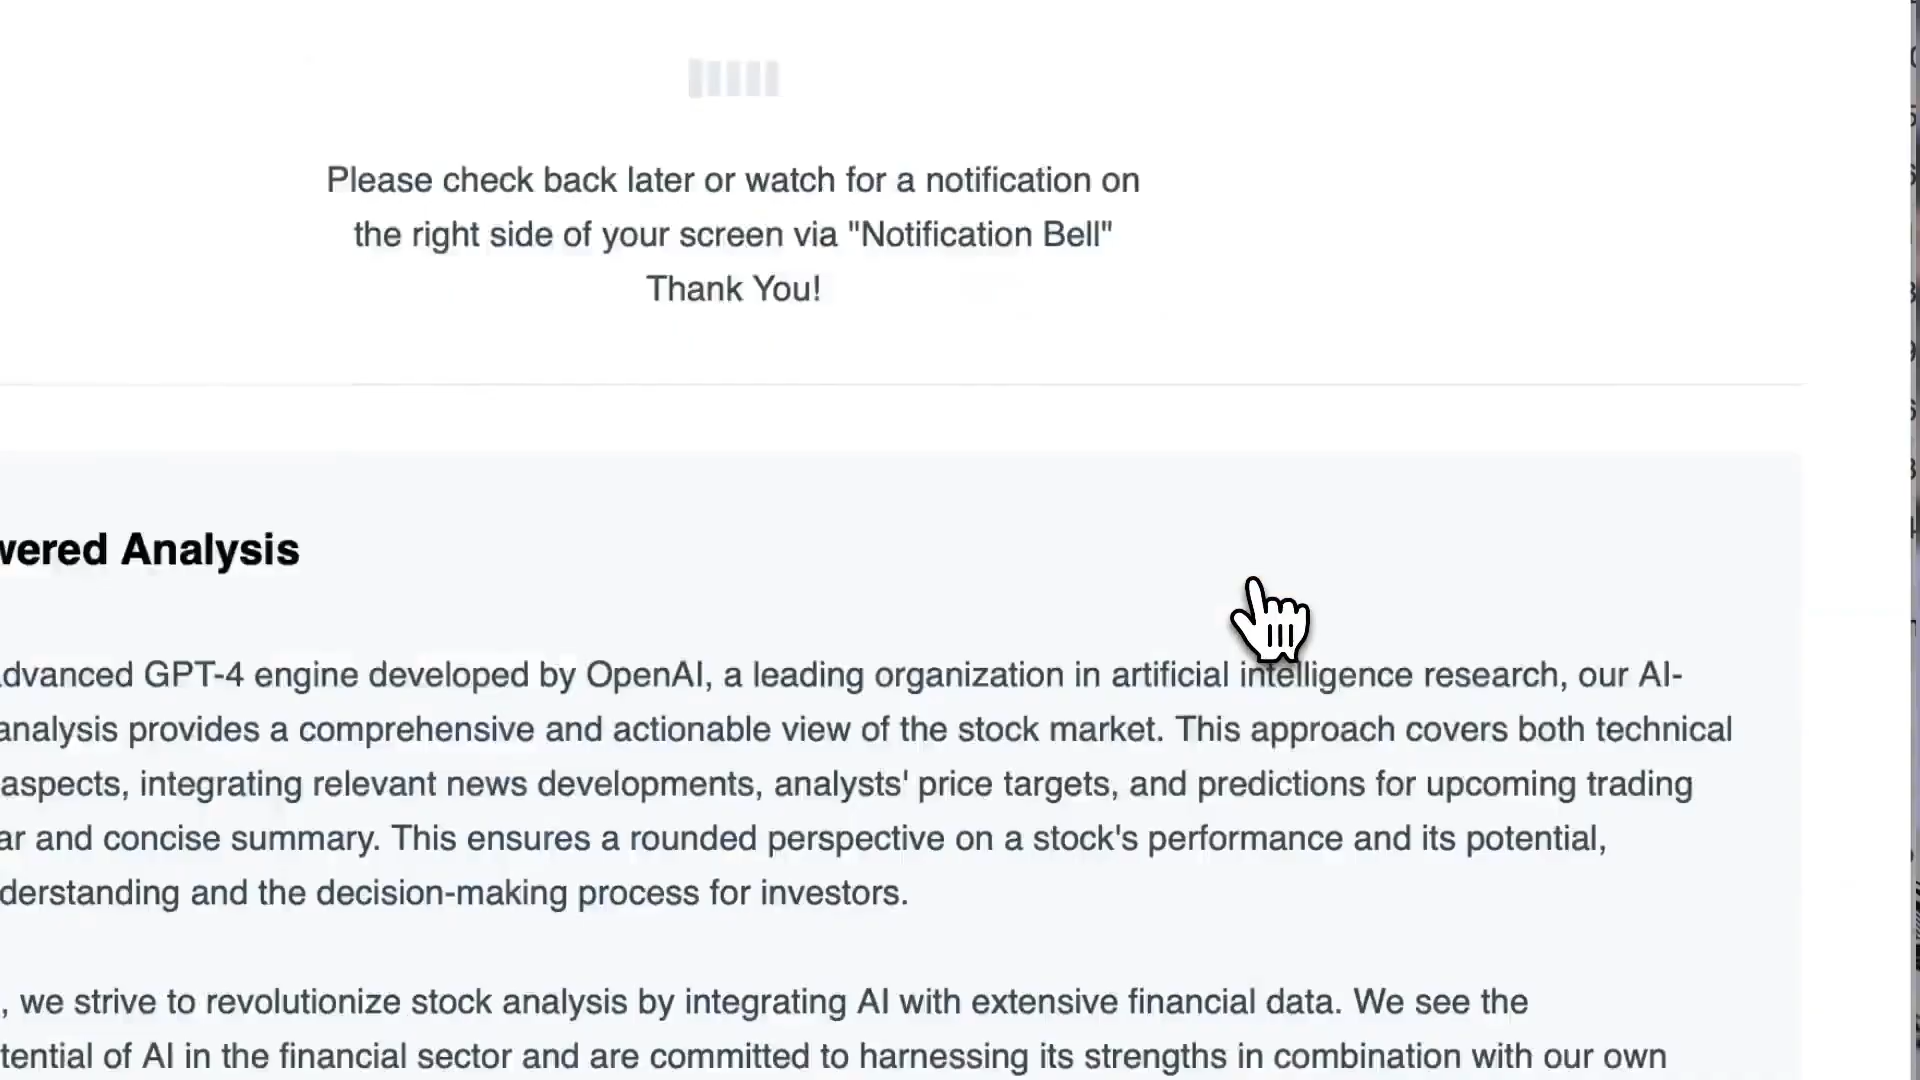 Please check back later or watch for a notification on
the right side of your screen via "Notification Bell"
Thank You!
Analysis
GPT-4 engine developed by OpenAI, a leading organization in artificial intelligence research, our AI-
analysis provides a comprehensive and actionable view of the stock market. This approach covers both technical
aspects, integrating relevant news developments, analysts' price targets, and predictions for upcoming trading
and concise summary. This ensures a rounded perspective on a stock's performance and its potential,
and the decision-making process for investors.
, we strive to revolutionize stock analysis by integrating AI with extensive financial data. We see the
of AI in the financial sector and are committed to harnessing its strengths in combination with our own